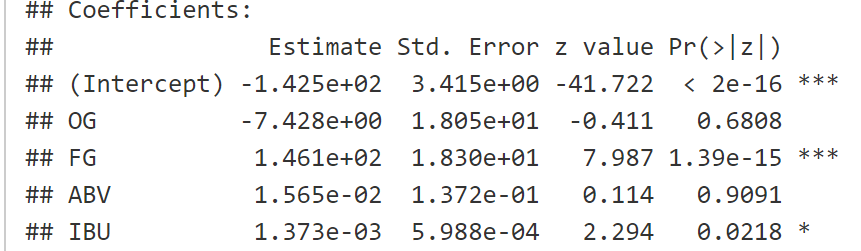 ## Coefficients:
##               Estimate Std. Error z value Pr(>|z|)
## (Intercept) -1.425e+02  3.415e+00 -41.722  < 2e-16 ***
## OG          -7.428e+00  1.805e+01  -0.411   0.6808
## FG           1.461e+02  1.830e+01   7.987 1.39e-15 ***
## ABV          1.565e-02  1.372e-01   0.114   0.9091
## IBU          1.373e-03  5.988e-04   2.294   0.0218 *